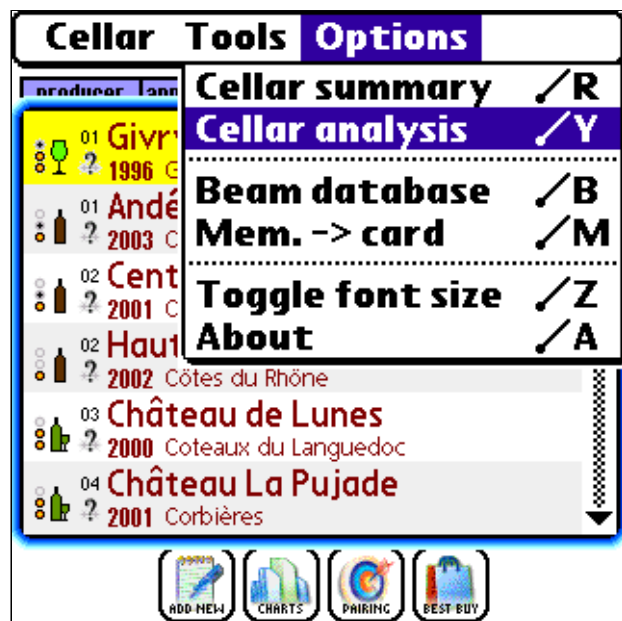 Cellar Tools Options
producer
Cellar summary /R
Cellar analysis /Y
Beam database /B
Mem. -> card /M
Toggle font size /Z
About /A
01 Givr
1996
01 Andé
2003 C
02 Cent
2001 C
02 Haut
2002 Côtes du Rhône
03 Château de Lunes
2000 Coteaux du Languedoc
04 Château La Pujade
2001 Corbières
ADD NEW CHARTS PAIRING BEST BUY